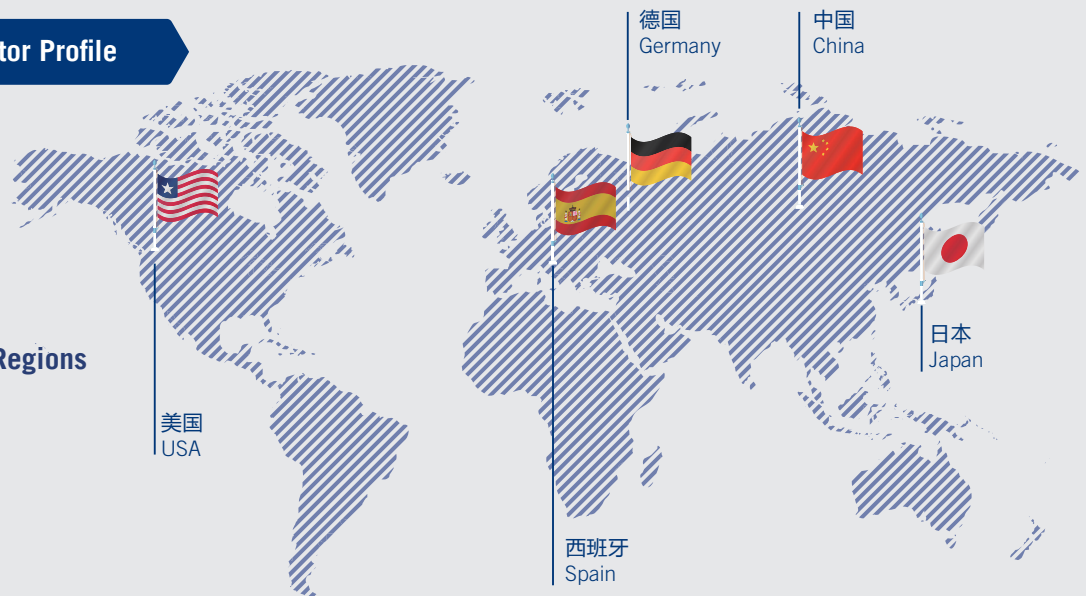 tor Profile
德国
Germany
中国
China
日本
Japan
Regions
美国
USA
西班牙
Spain